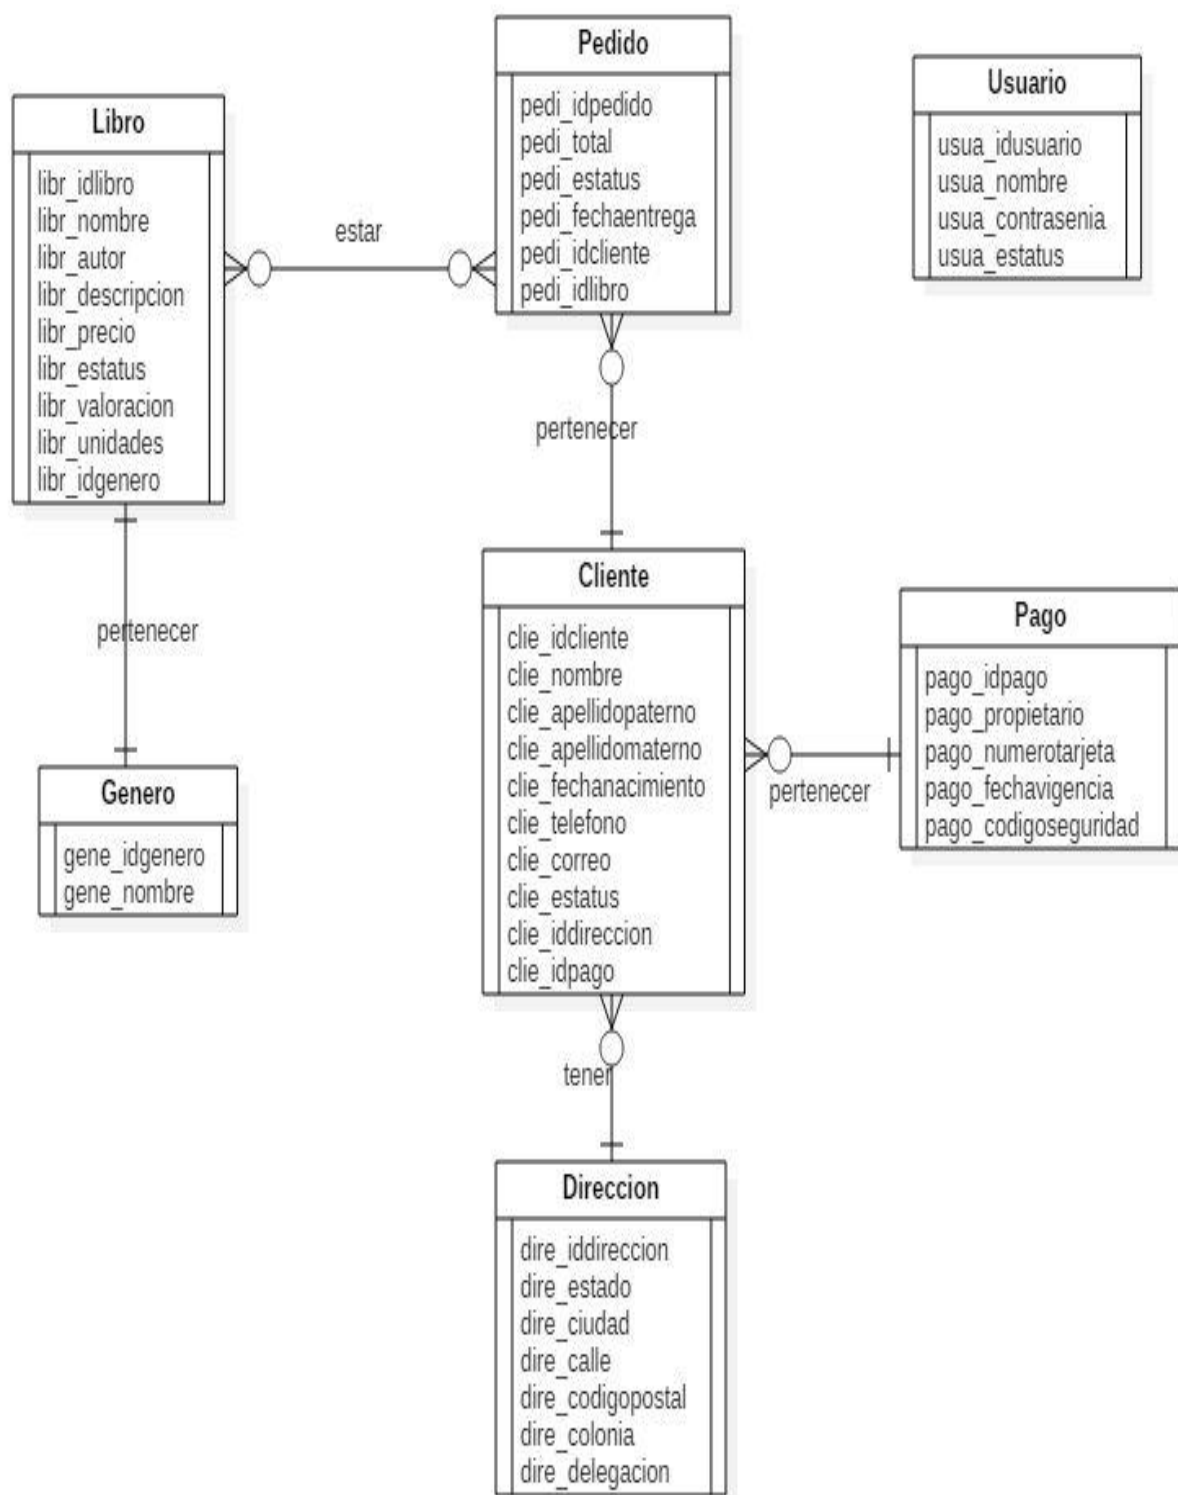 Pedido
pedi_idpedido
pedi_total
pedi_estatus
pedi_fechaentrega
pedi_idcliente
pedi_idlibro
Usuario
usua_idusuario
usua_nombre
usua_contrasenia
usua_estatus
Libro
libr_idlibro
libr_nombre
libr_autor
libr_descripcion
libr_precio
libr_estatus
libr_valoracion
libr_unidades
libr_idgenero
estar
pertenecer
pertenecer
Genero
gene_idgenero
gene_nombre
Cliente
clie_idcliente
clie_nombre
clie_apellidopaterno
clie_apellidomaterno
clie_fechanacimiento
clie_telefono
clie_correo
clie_estatus
clie_iddireccion
clie_idpago
pertenecer
Pago
pago_idpago
pago_propietario
pago_numerotarjeta
pago_fechavigencia
pago_codigoseguridad
tener
Direccion
dire_iddireccion
dire_estado
dire_ciudad
dire_calle
dire_codigopostal
dire_colonia
dire_delegacion